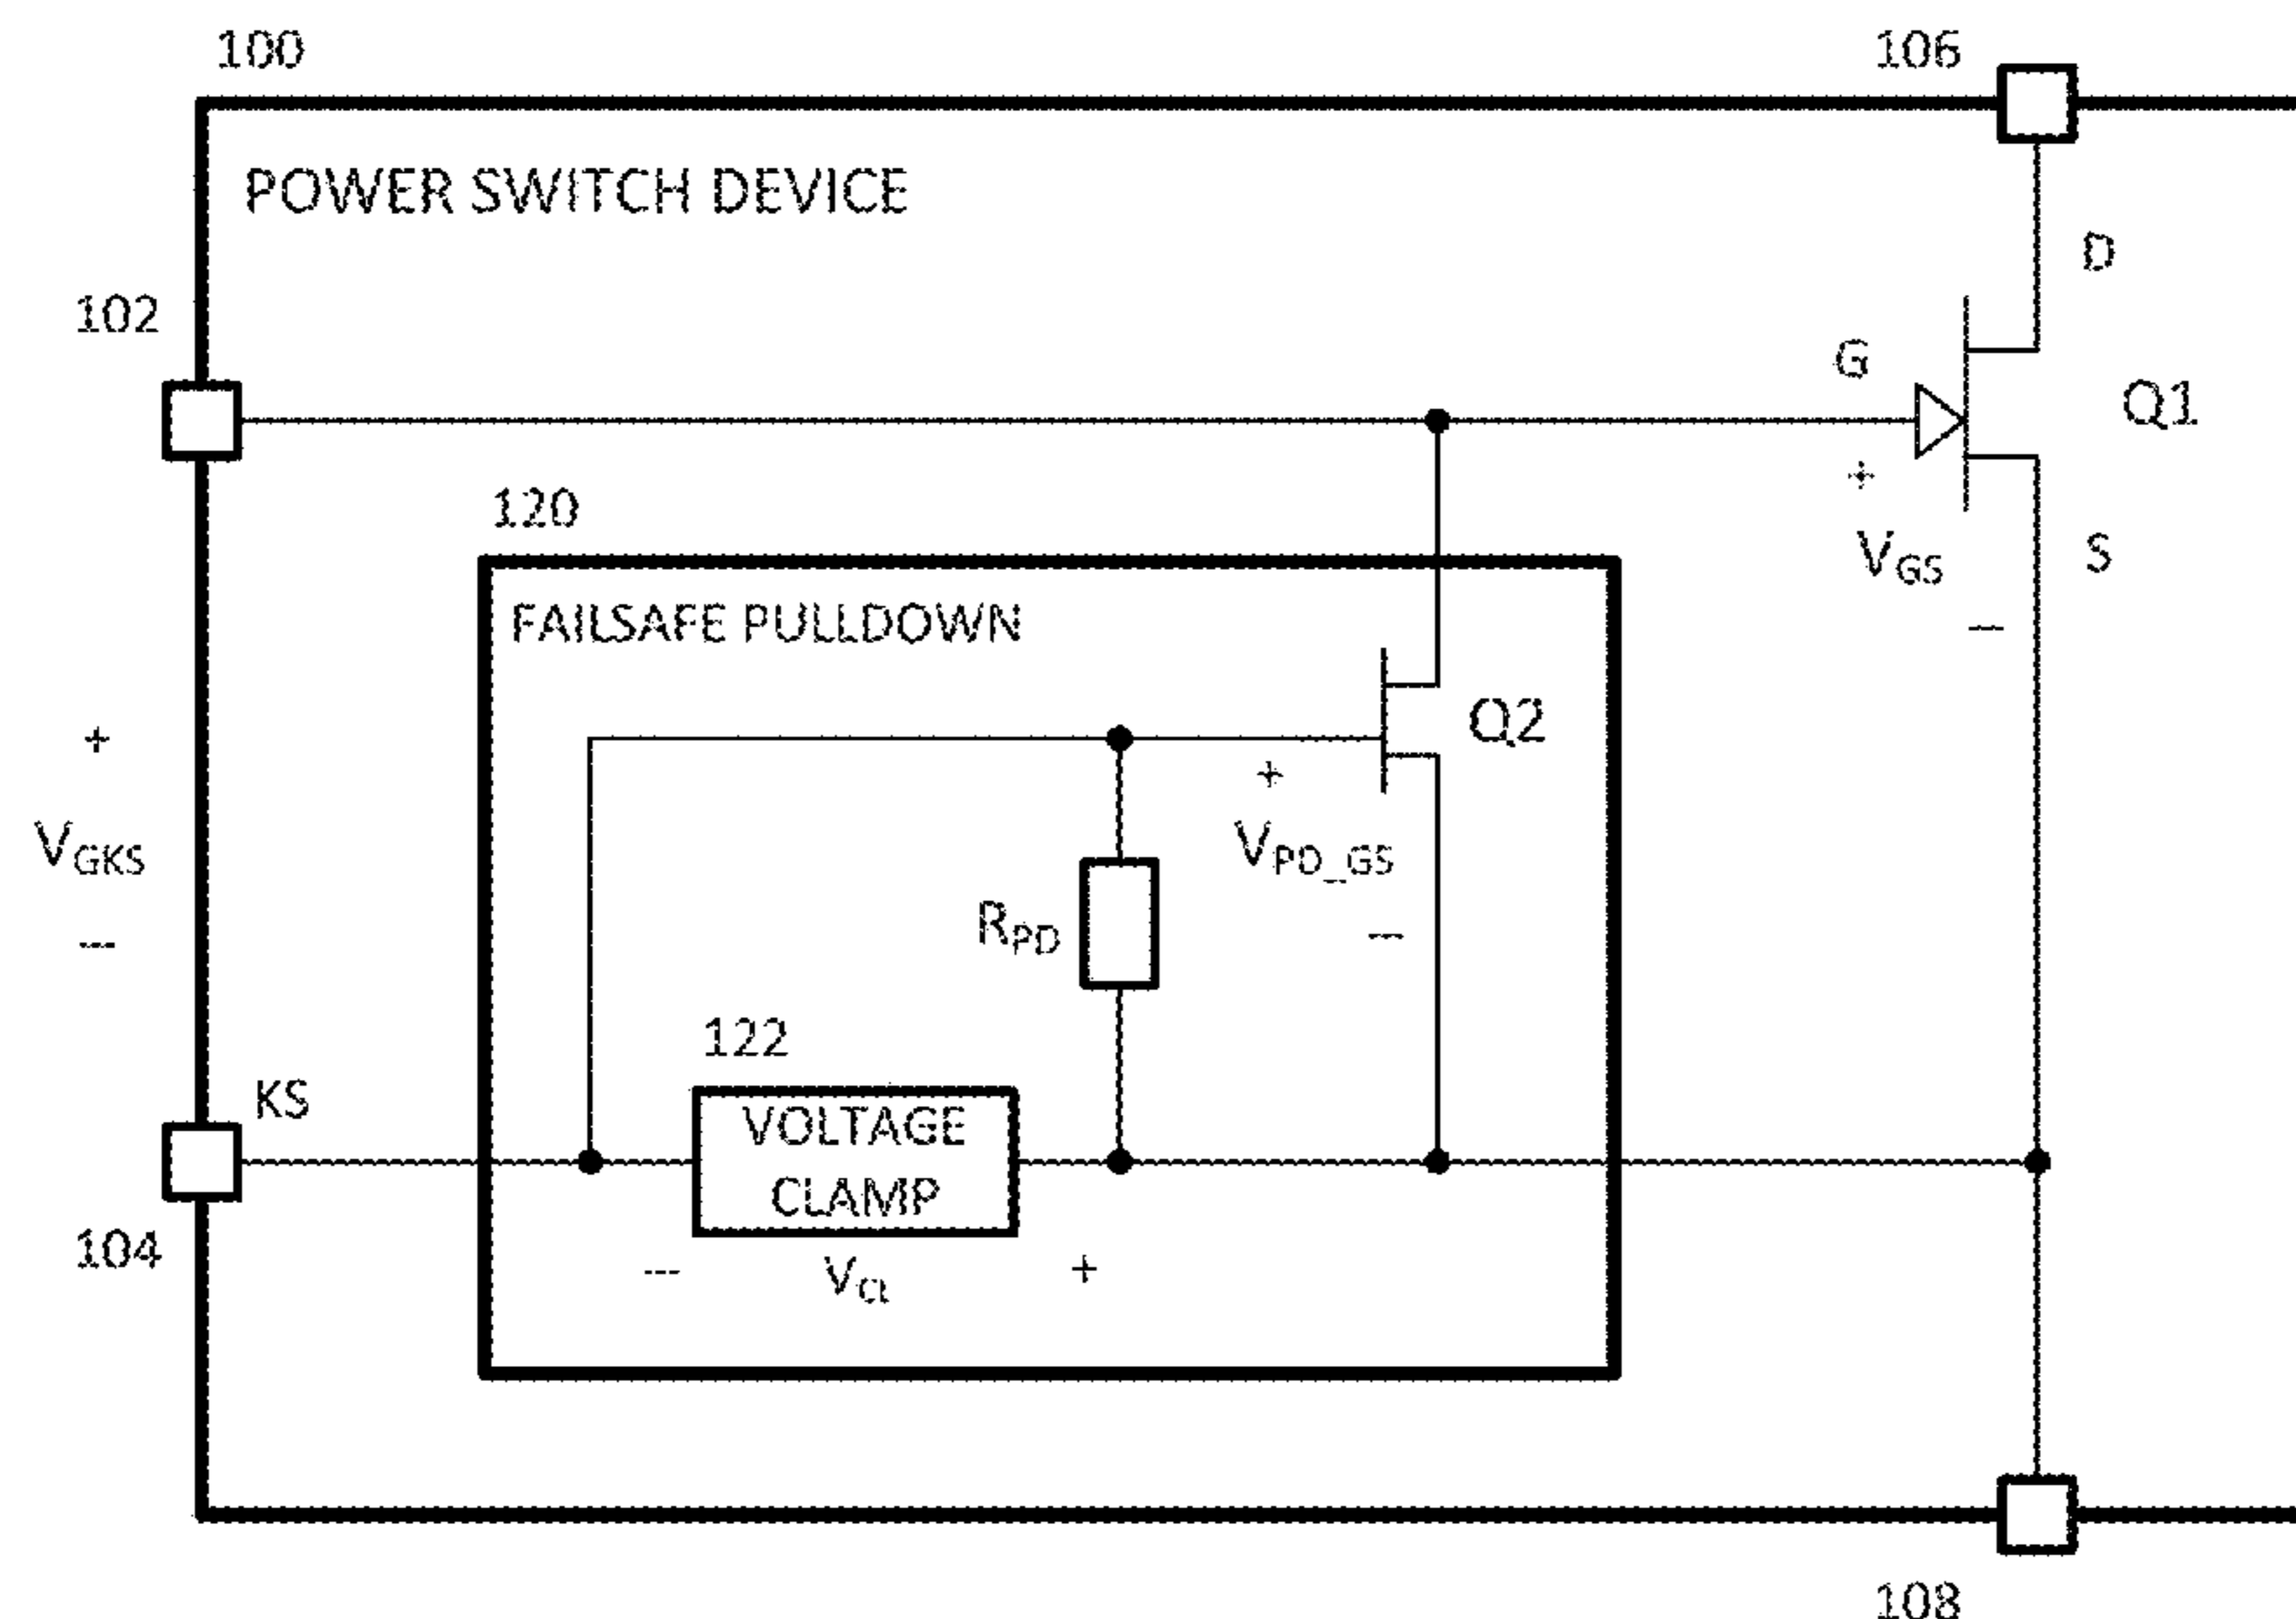 100
106
POWER SWITCH DEVICE
D
102
G
Q1
+
120
VGS
S
FAILSAFE PULLDOWN
---
Q2
+
+
VGKS
VPD_GS
RPD
---
---
122
KS
VOLTAGE
CLAMP
104
---
VCL
+
108